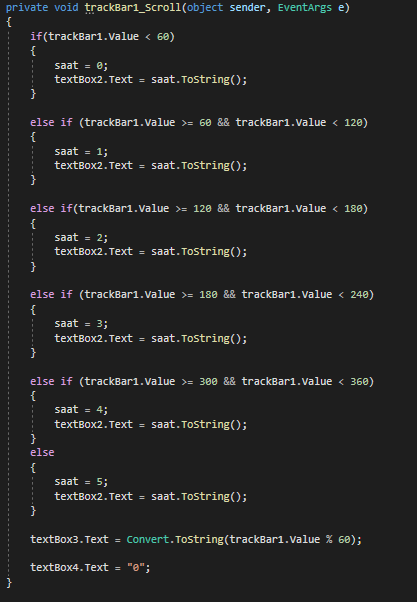 private void trackBar1_Scroll(object sender, EventArgs e)
{
if(trackBar1.Value < 60)
{
saat = 0;
textBox2.Text = saat.ToString();
}
else if (trackBar1.Value >= 60 && trackBar1.Value < 120)
{
saat = 1;
textBox2.Text = saat.ToString();
}
else if(trackBar1.Value >= 120 && trackBar1.Value < 180)
{
saat = 2;
textBox2.Text = saat.ToString();
}
else if (trackBar1.Value >= 180 && trackBar1.Value < 240)
{
saat = 3;
textBox2.Text = saat.ToString();
}
else if (trackBar1.Value >= 300 && trackBar1.Value < 360)
{
saat = 4;
textBox2.Text = saat.ToString();
}
else
{
saat = 5;
textBox2.Text = saat.ToString();
}
textBox3.Text = Convert.ToString(trackBar1.Value % 60);
textBox4.Text = "0";
}